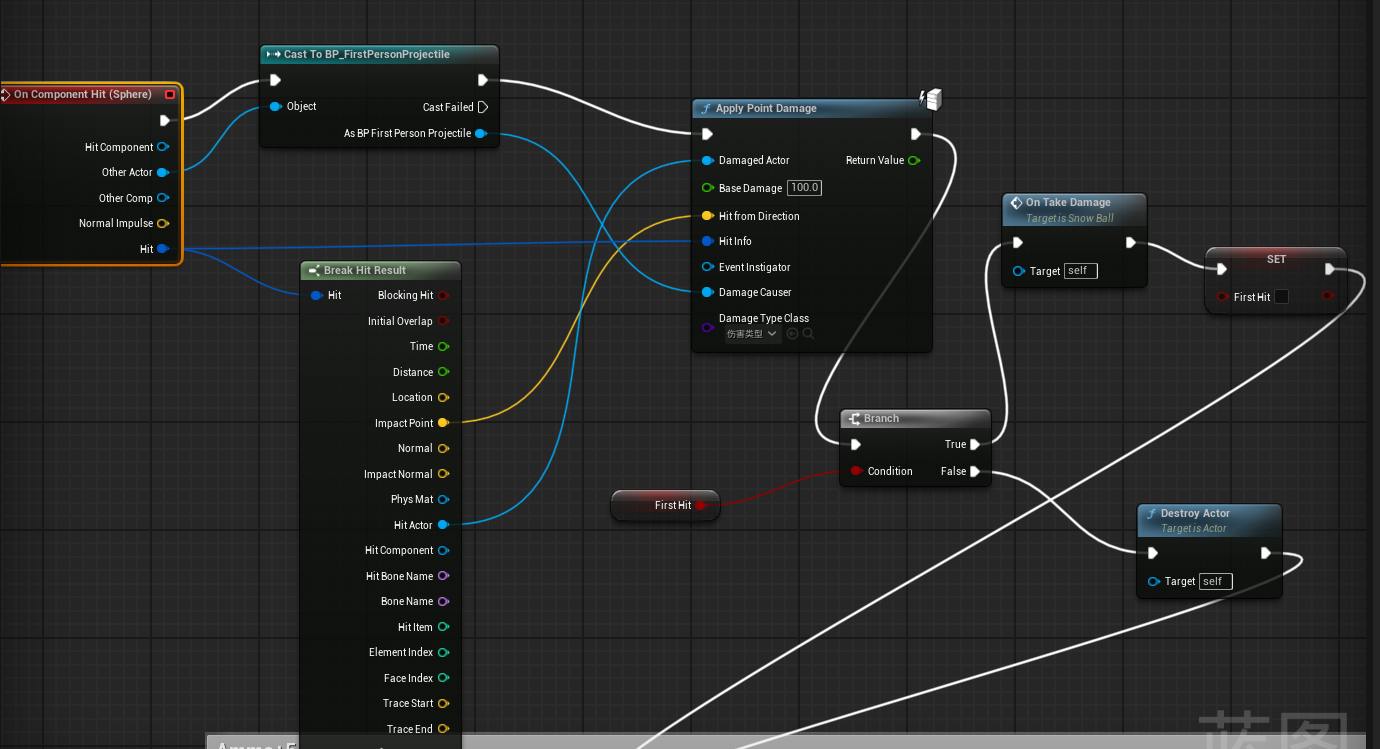 On Component Hit (Sphere)
Hit Component
Other Actor
Other Comp
Normal Impulse
Hit
Cast To BP_FirstPersonProjectile
Object
Cast Failed
As BP First Person Projectile
Break Hit Result
Hit
Blocking Hit
Initial Overlap
Time
Distance
Location
Impact Point
Normal
Impact Normal
Phys Mat
Hit Actor
Hit Component
Hit Bone Name
Bone Name
Hit Item
Element Index
Face Index
Trace Start
Trace End
Apply Point Damage
Damaged Actor
Return Value
Base Damage 100.0
Hit from Direction
Hit Info
Event Instigator
Damage Causer
Damage Type Class
伤害类型
First Hit
Branch
True
Condition
False
On Take Damage
Target is Snow Ball
Target self
SET
First Hit
Destroy Actor
Target is Actor
Target self
蓝图